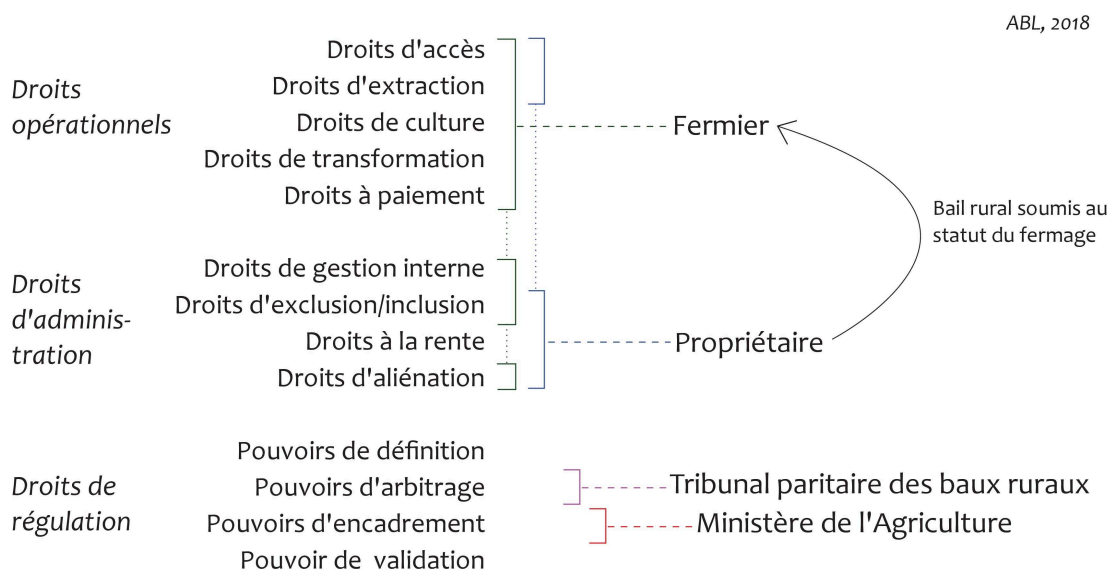 ABL, 2018
Droits
opérationnels
Droits d'accès
Droits d'extraction
Droits de culture
Droits de transformation
Droits à paiement
Fermier
Bail rural soumis au
statut du fermage
Droits
d'adminis-
tration
Droits de gestion interne
Droits d'exclusion/inclusion
Droits à la rente
Droits d'aliénation
Propriétaire
Droits de
régulation
Pouvoirs de définition
Pouvoirs d'arbitrage
Pouvoirs d'encadrement
Pouvoir de validation
Tribunal paritaire des baux ruraux
Ministère de l'Agriculture